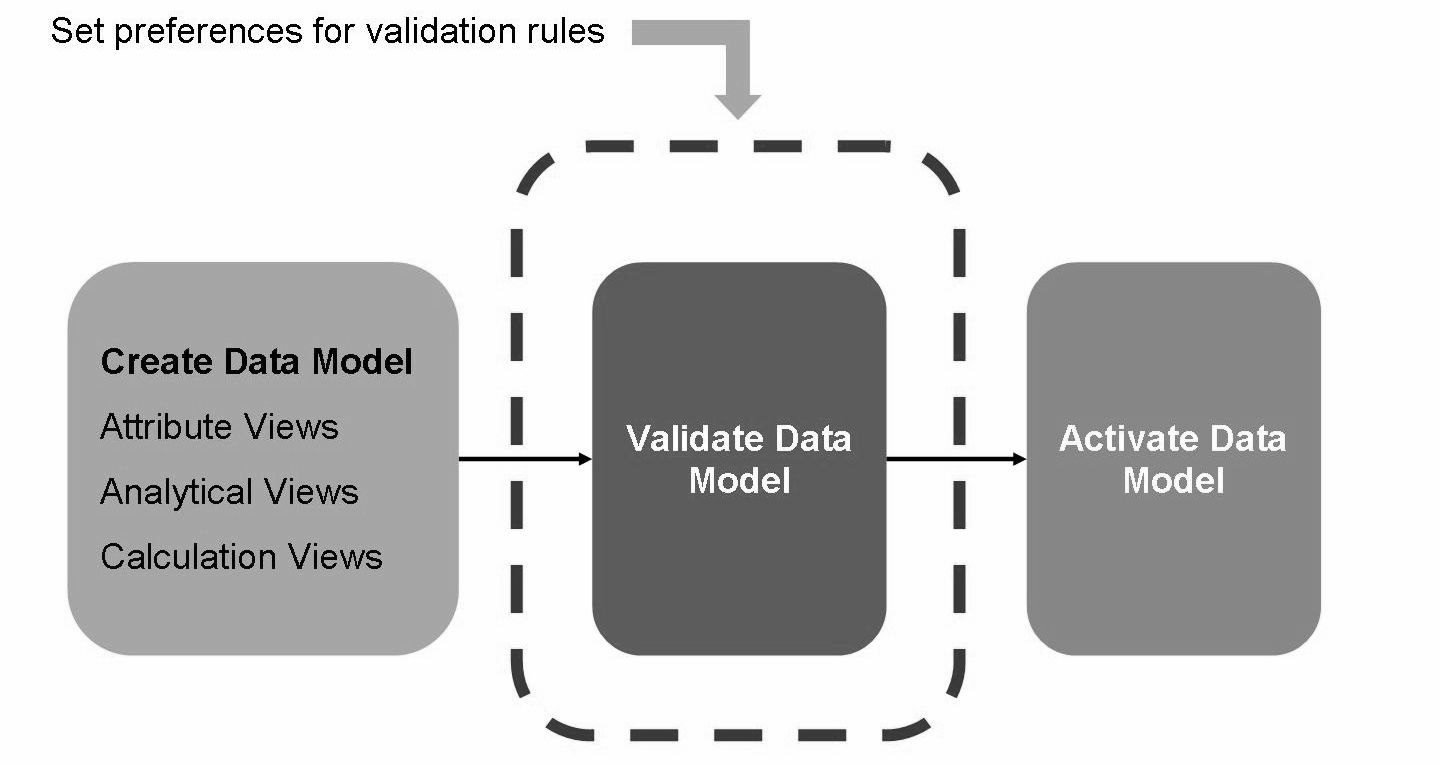 Set preferences for validation rules
Create Data Model
Attribute Views
Analytical Views
Calculation Views
Validate Data
Model
Activate Data
Model